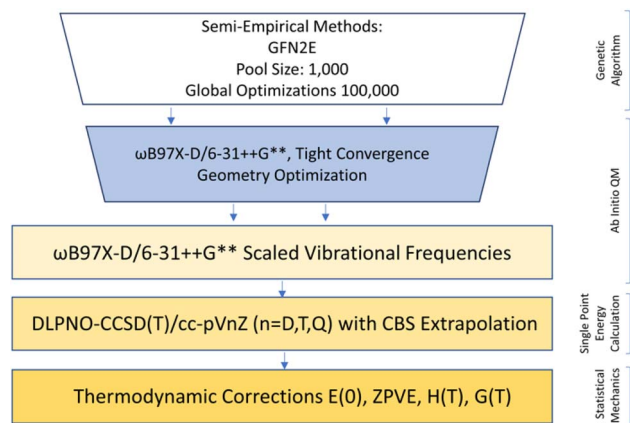 Semi-Empirical Methods:
GFN2E
Pool Size: 1,000
Global Optimizations 100,000
Genetic
Algorithm
ωB97X-D/6-31++G**, Tight Convergence
Geometry Optimization
Ab Initio QM
ωB97X-D/6-31++G** Scaled Vibrational Frequencies
DLPNO-CCSD(T)/cc-pVnZ (n=D,T,Q) with CBS Extrapolation
Single Point
Energy
Calculation
Thermodynamic Corrections E(0), ZPVE, H(T), G(T)
Statistical
Mechanics